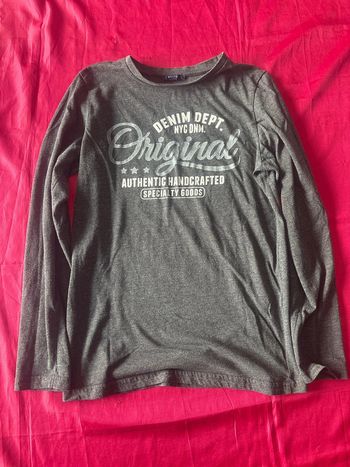 DENIM DEPT.
NYC DNM.
Original
AUTHENTIC HANDCRAFTED
SPECIALTY GOODS